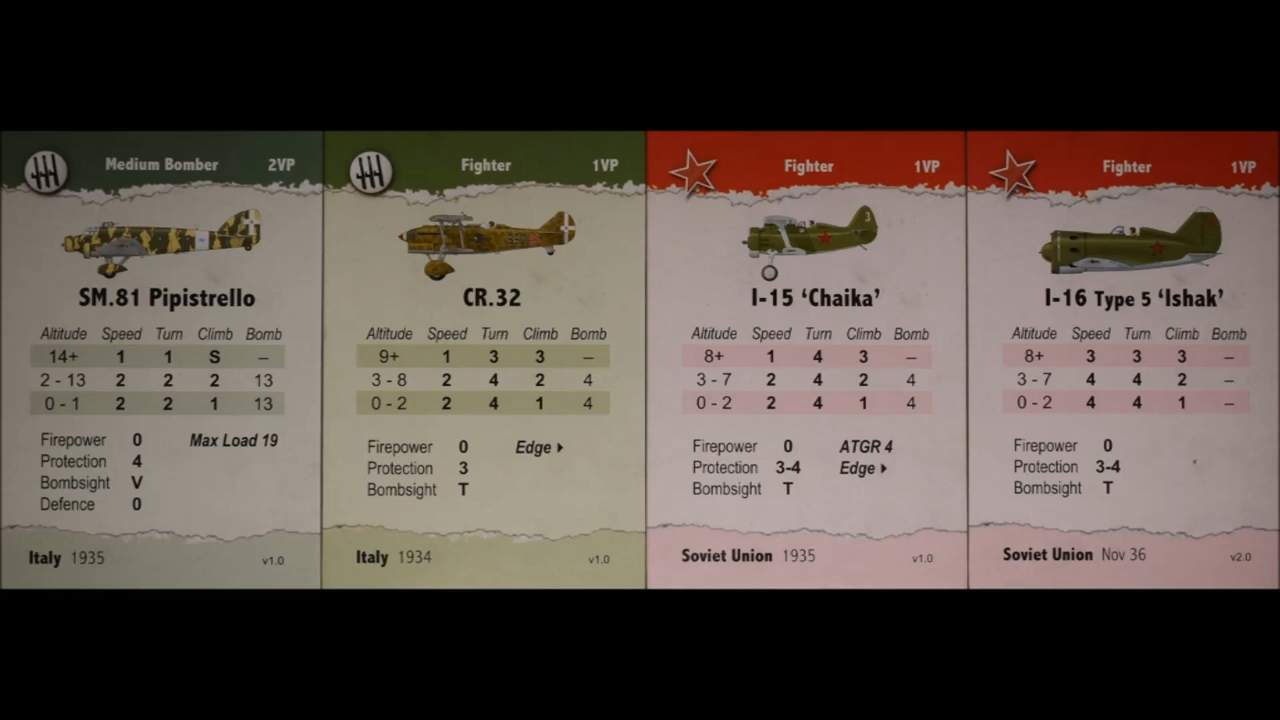 Medium Bomber 2VP
SM.81 Pipistrello
Altitude Speed Turn Climb Bomb
14+ 1 1 S –
2 - 13 2 2 2 13
0 - 1 2 2 1 13
Firepower 0 Max Load 19
Protection 4
Bombsight V
Defence 0
Italy 1935 v1.0
Fighter 1VP
CR.32
Altitude Speed Turn Climb Bomb
9+ 1 3 3 –
3 - 8 2 4 2 4
0 - 2 2 4 1 4
Firepower 0 Edge
Protection 3
Bombsight T
Italy 1934 v1.0
Fighter 1VP
3
I-15 ‘Chaika’
Altitude Speed Turn Climb Bomb
8+ 1 4 3 –
3 - 7 2 4 2 4
0 - 2 2 4 1 4
Firepower 0 ATGR 4
Protection 3-4 Edge
Bombsight T
Soviet Union 1935 v1.0
Fighter 1VP
I-16 Type 5 ‘Ishak’
Altitude Speed Turn Climb Bomb
8+ 3 3 3 –
3 - 7 4 4 2 –
0 - 2 4 4 1 –
Firepower 0
Protection 3-4
Bombsight T
Soviet Union Nov 36 v2.0